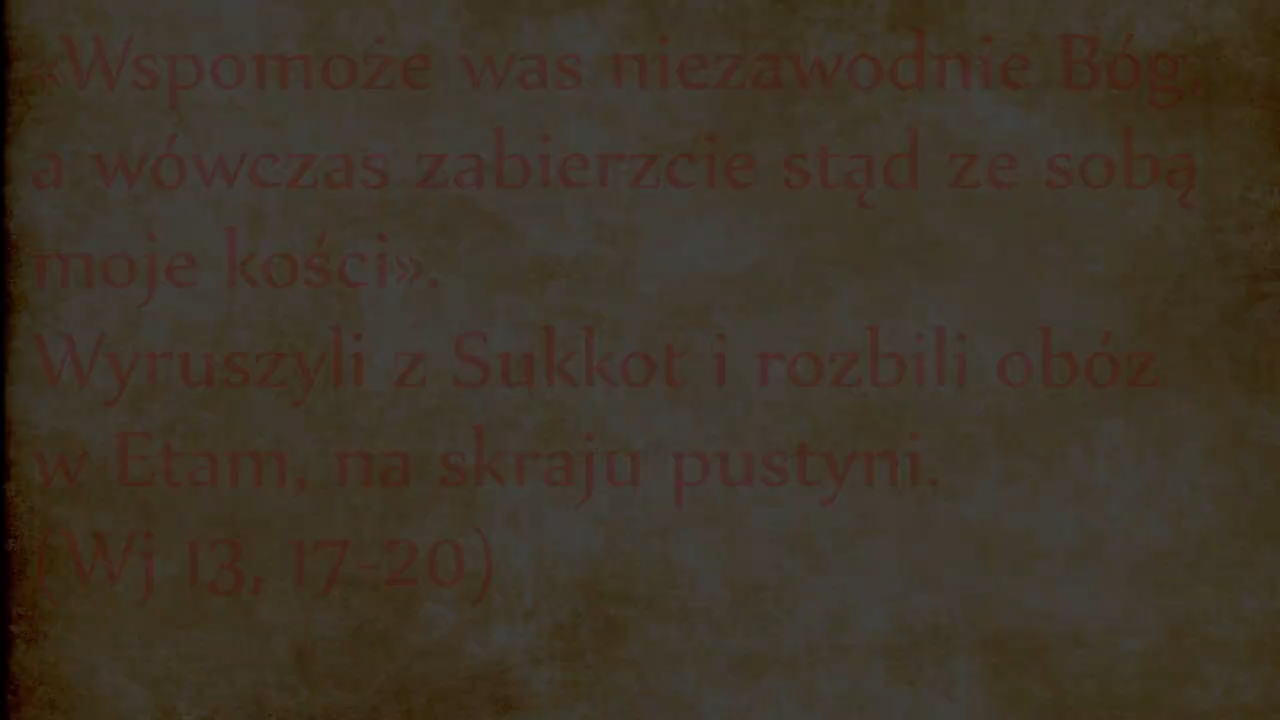 «Wspomoże was niezawodnie Bóg,
a wówczas zabierzcie stąd ze sobą
moje kości».
Wyruszyli z Sukkot i rozbili obóz
w Etam, na skraju pustyni.
(Wj 13, 17-20)